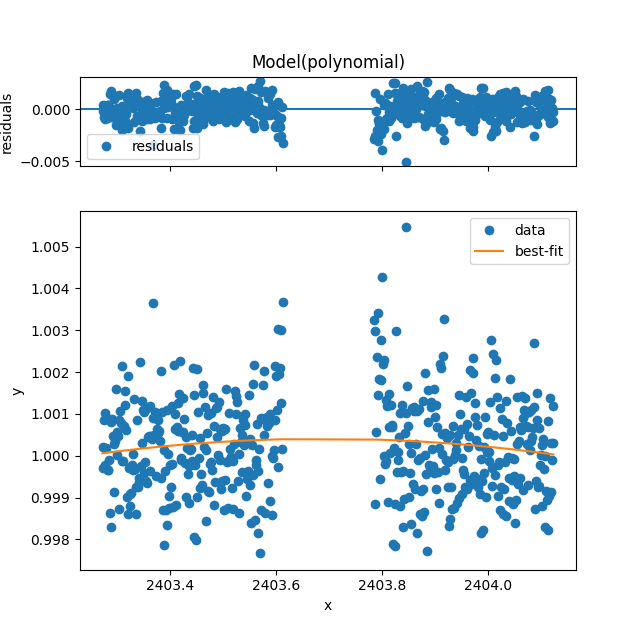 Model(polynomial)
residuals
0.000
−0.005
residuals
y
1.005
1.004
1.003
1.002
1.001
1.000
0.999
0.998
data
best-fit
2403.4 2403.6 2403.8 2404.0
x